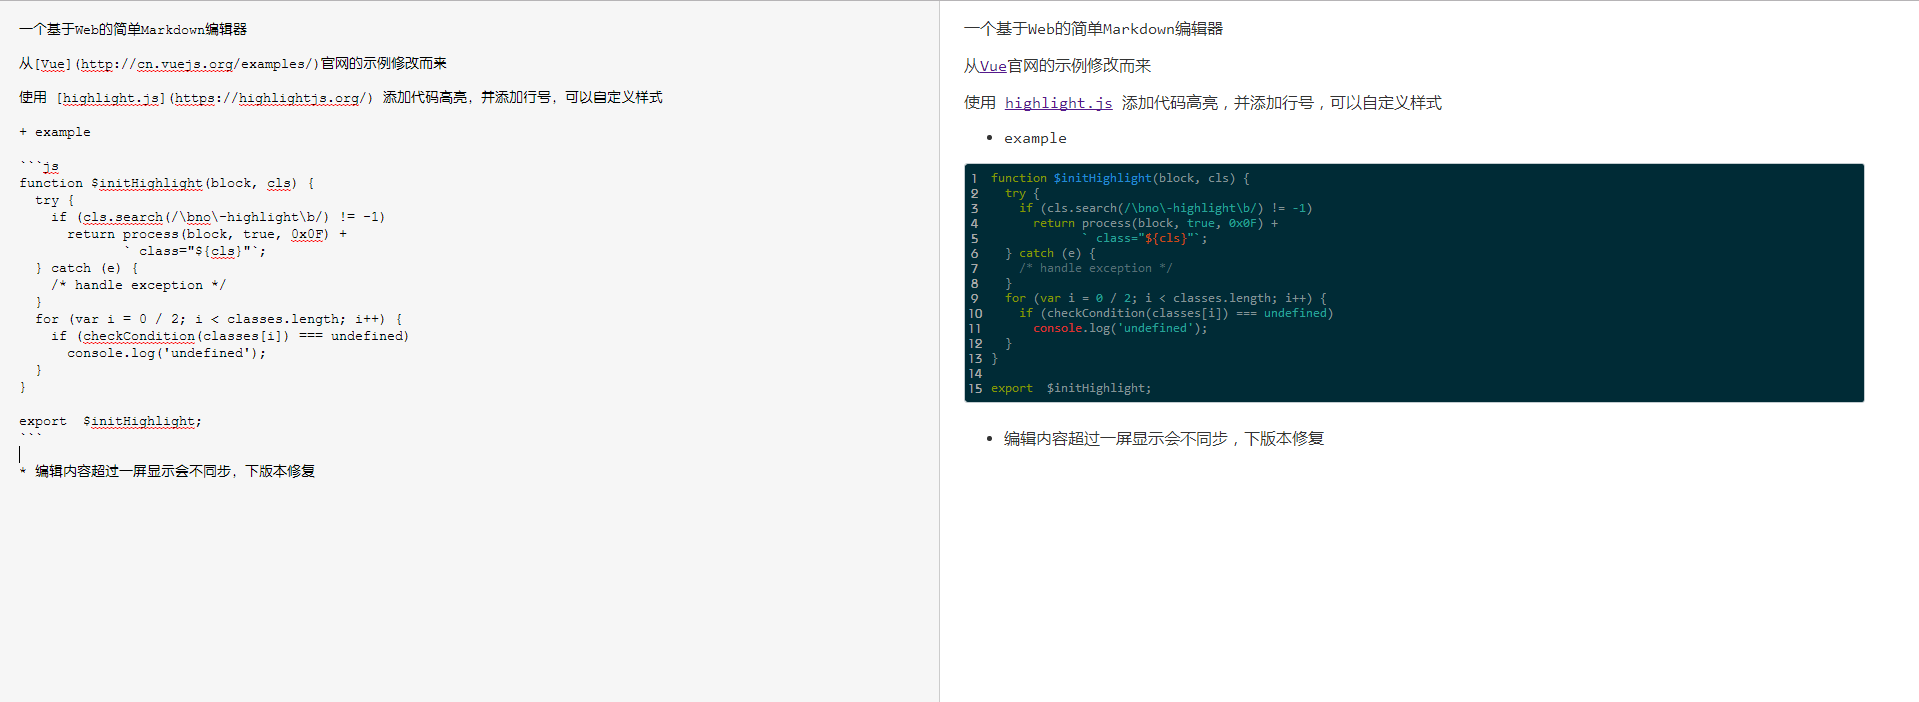 一个基于Web的简单Markdown编辑器
从[Vue](http://cn.vuejs.org/examples/)官网的示例修改而来
使用 [highlight.js](https://highlightjs.org/) 添加代码高亮，并添加行号，可以自定义样式
+ example
```js
function $initHighlight(block, cls) {
  try {
    if (cls.search(/\bno\-highlight\b/) != -1)
      return process(block, true, 0x0F) +
             ` class="${cls}"`;
  } catch (e) {
    /* handle exception */
  }
  for (var i = 0 / 2; i < classes.length; i++) {
    if (checkCondition(classes[i]) === undefined)
      console.log('undefined');
  }
}
export  $initHighlight;
```
* 编辑内容超过一屏显示会不同步，下版本修复
一个基于Web的简单Markdown编辑器
从Vue官网的示例修改而来
使用 highlight.js 添加代码高亮，并添加行号，可以自定义样式
• example
1 function $initHighlight(block, cls) {
2   try {
3     if (cls.search(/\bno\-highlight\b/) != -1)
4       return process(block, true, 0x0F) +
5              ` class="${cls}"`;
6   } catch (e) {
7     /* handle exception */
8   }
9   for (var i = 0 / 2; i < classes.length; i++) {
10     if (checkCondition(classes[i]) === undefined)
11       console.log('undefined');
12   }
13 }
14
15 export  $initHighlight;
• 编辑内容超过一屏显示会不同步，下版本修复